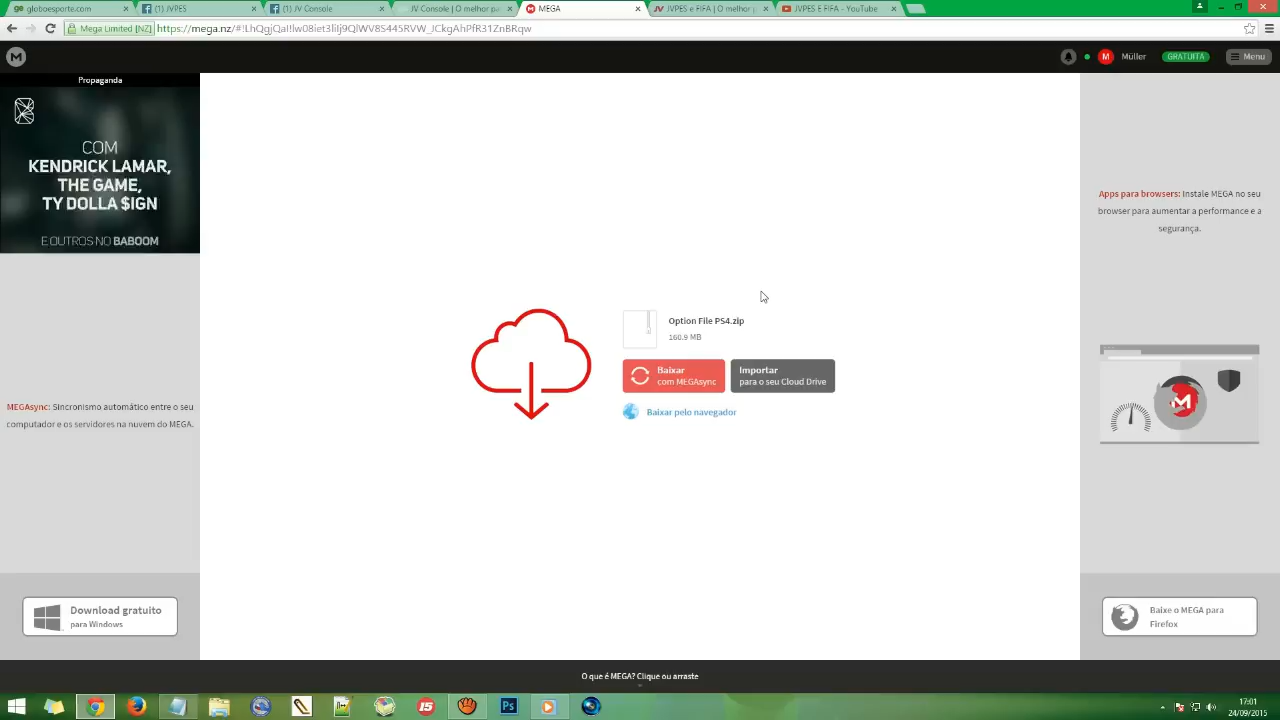 globoesporte.com
(1) JVPES
(1) JV Console
JV Console | O melhor pa
MEGA
JVPES e FIFA | O melhor p
JVPES E FIFA - YouTube
Mega Limited [NZ]
M
M
Müller
GRATUITA
Menu
Propaganda
COM
KENDRICK LAMAR,
THE GAME,
TY DOLLA $IGN
E OUTROS NO BABOOM
MEGAsync: Sincronismo automático entre o seu
computador e os servidores na nuvem do MEGA.
Download gratuito
para Windows
Option File PS4.zip
160.9 MB
Baixar
com MEGAsync
Importar
para o seu Cloud Drive
Baixar pelo navegador
Apps para browsers: Instale MEGA no seu
browser para aumentar a performance e a
segurança.
M
Baixe o MEGA para
Firefox
O que é MEGA? Clique ou arraste
15
Ps
17:01
24/09/2015